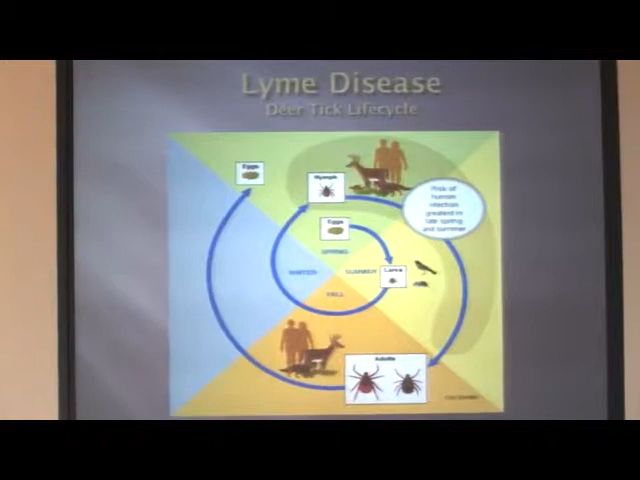 Lyme Disease
Deer Tick Lifecycle
Eggs
Nymph
Risk of
human
infection
greatest in
late spring
and summer
Eggs
SPRING
WINTER
SUMMER
Larva
FALL
Adults